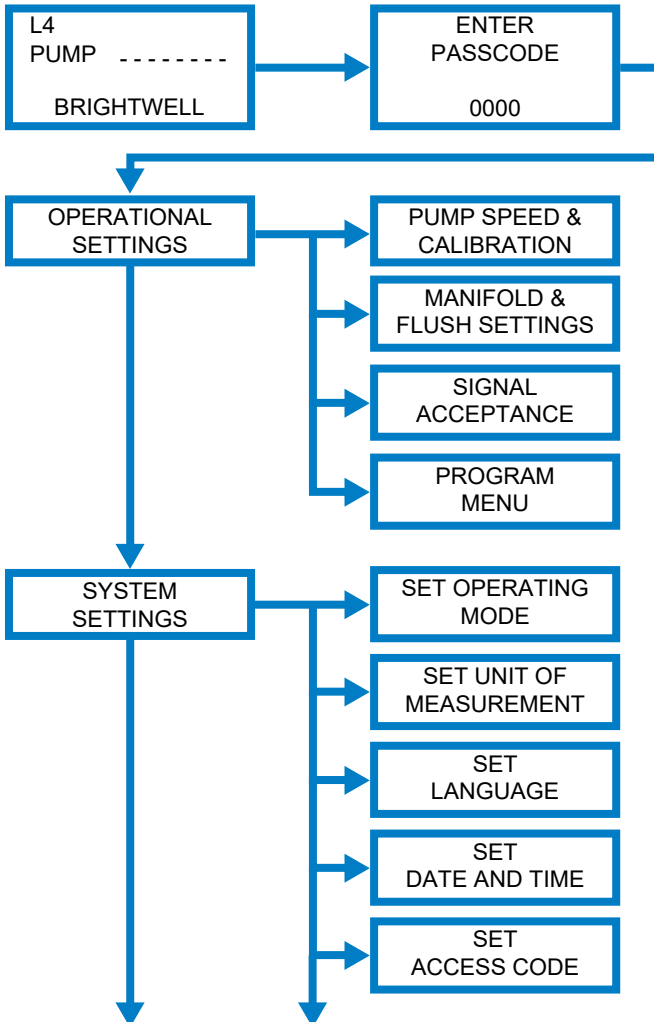 L4
PUMP --------
BRIGHTWELL
ENTER
PASSCODE
0000
OPERATIONAL
SETTINGS
PUMP SPEED &
CALIBRATION
MANIFOLD &
FLUSH SETTINGS
SIGNAL
ACCEPTANCE
PROGRAM
MENU
SYSTEM
SETTINGS
SET OPERATING
MODE
SET UNIT OF
MEASUREMENT
SET
LANGUAGE
SET
DATE AND TIME
SET
ACCESS CODE